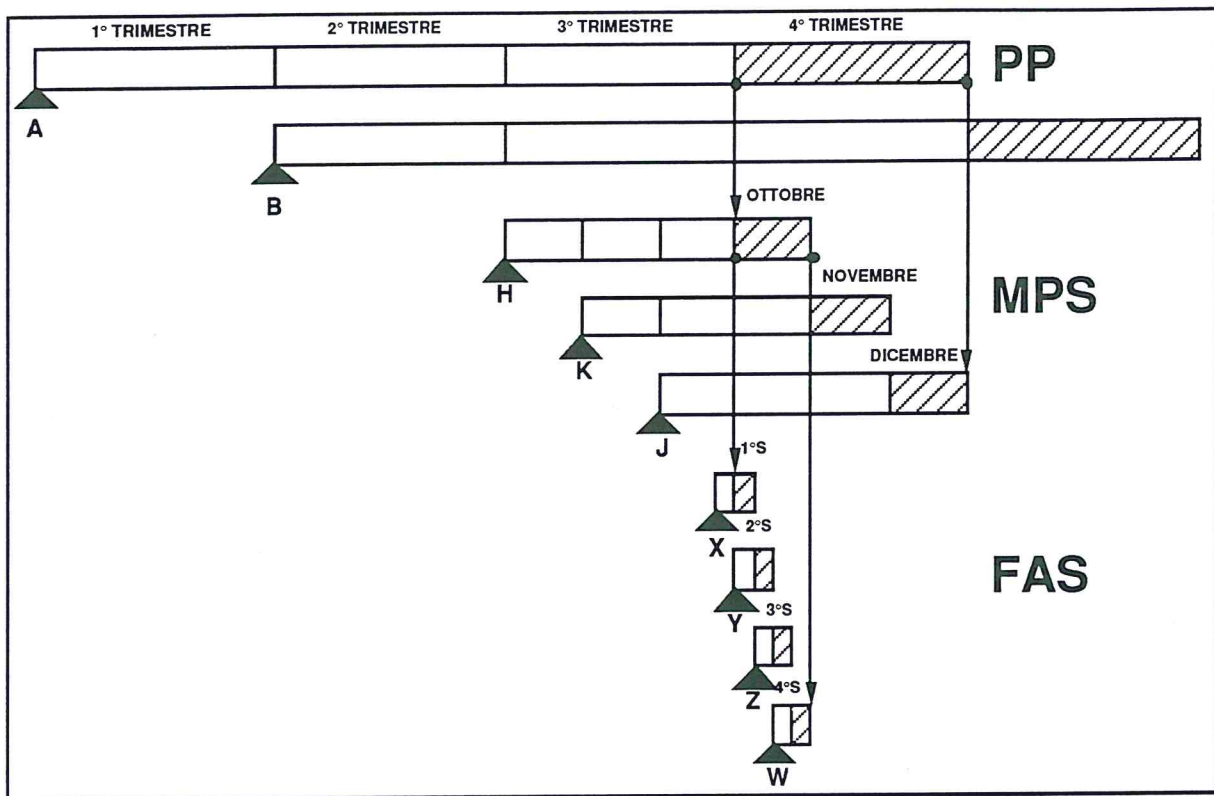 1° TRIMESTRE 2° TRIMESTRE 3° TRIMESTRE 4° TRIMESTRE
PP
A
B
OTTOBRE
H
NOVEMBRE
MPS
K
DICEMBRE
J
1°S
X
2°S
FAS
Y
3°S
Z
4°S
W